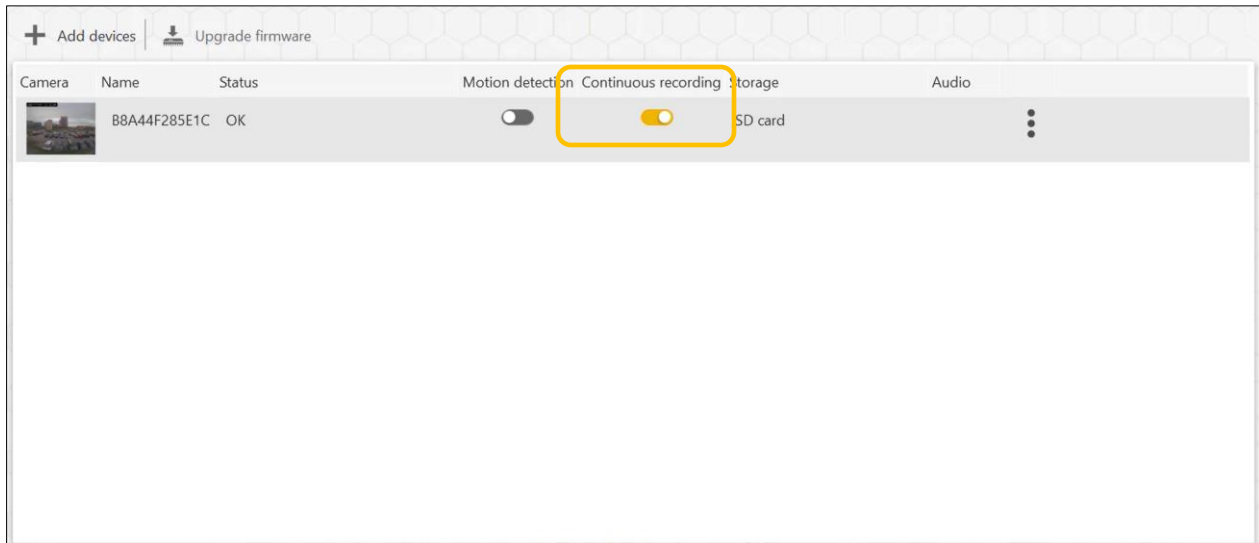 Add devices Upgrade firmware
Camera Name Status Motion detection Continuous recording Storage Audio
B8A44F285E1C OK SD card